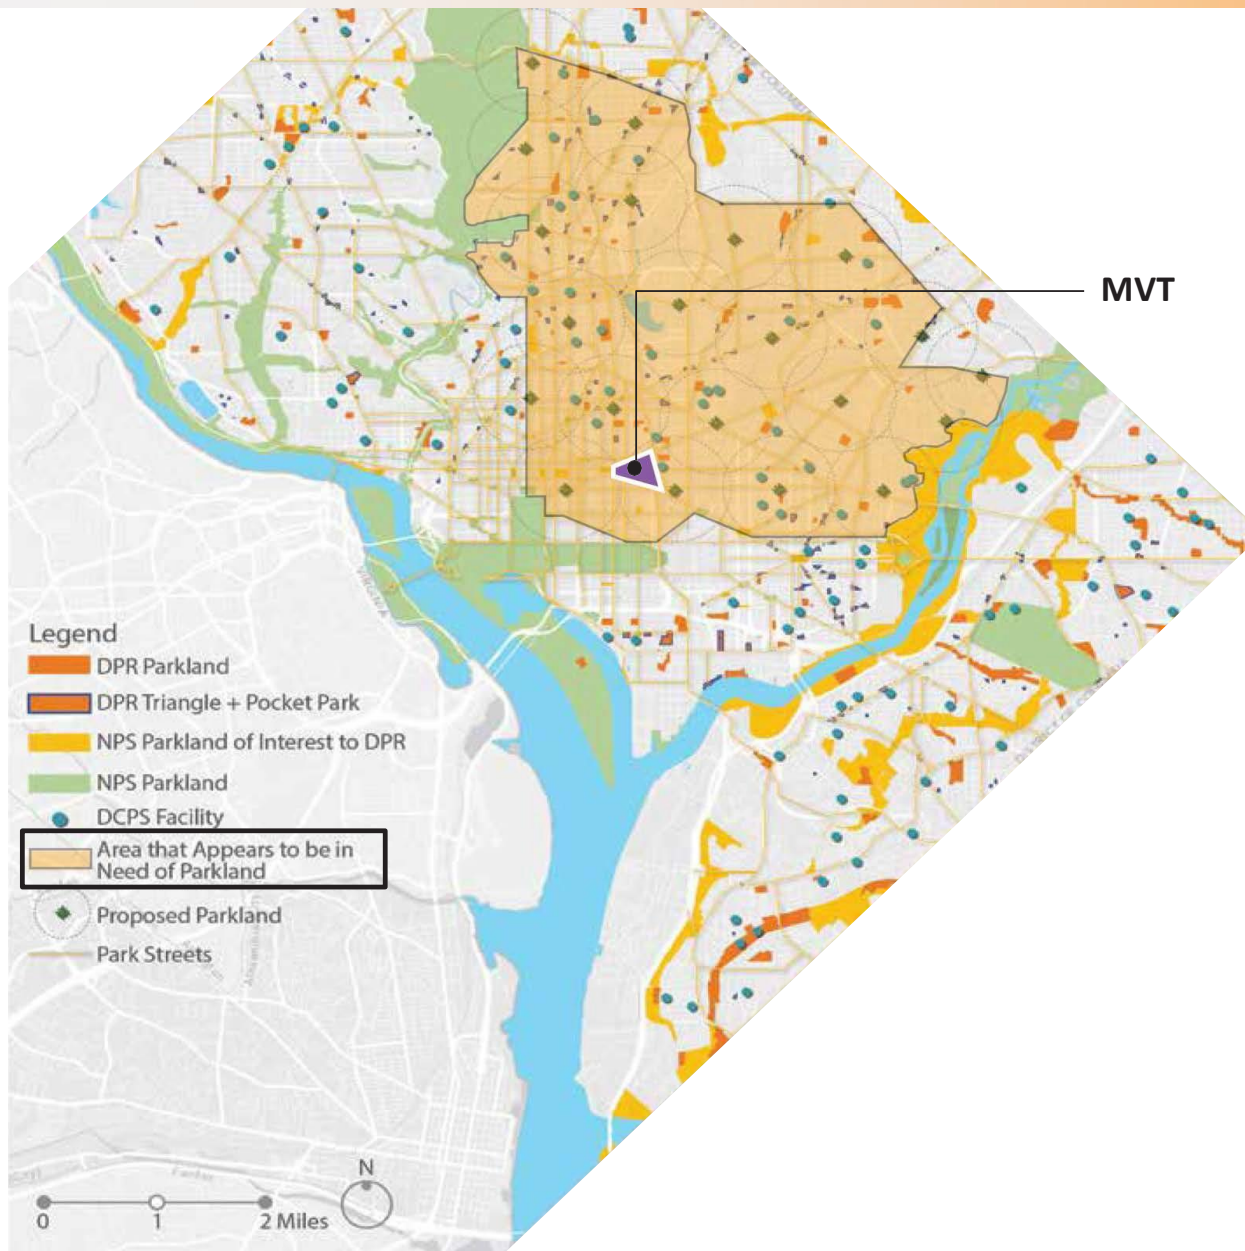 MVT
VIRGINIA
Legend
DPR Parkland
DPR Triangle + Pocket Park
NPS Parkland of Interest to DPR
NPS Parkland
DCPS Facility
Area that Appears to be in
Need of Parkland
Proposed Parkland
Park Streets
N
0 1 2 Miles